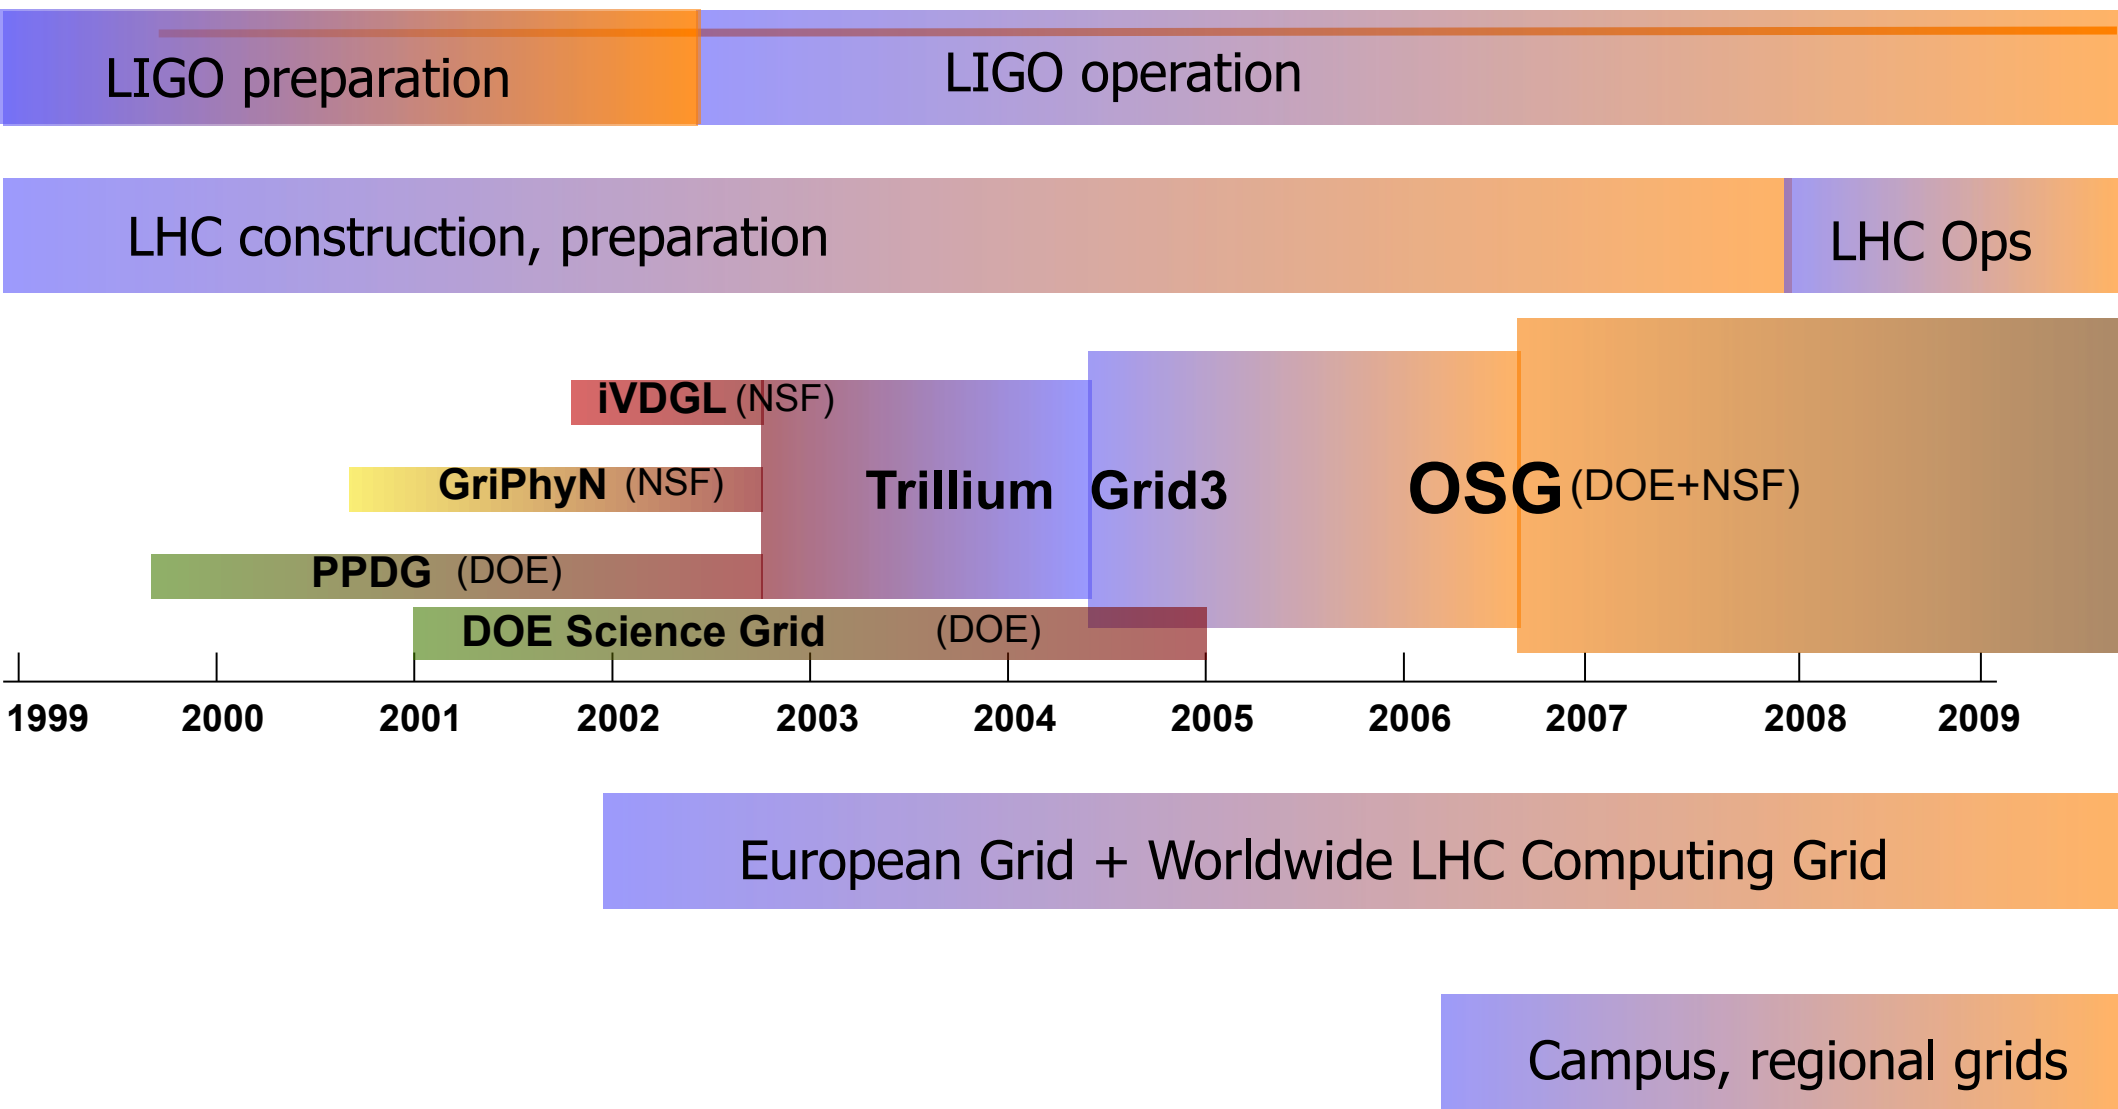 LIGO preparation
LIGO operation
LHC construction, preparation
LHC Ops
iVDGL (NSF)
GriPhyN (NSF)
Trillium Grid3 OSG (DOE+NSF)
PPDG (DOE)
DOE Science Grid (DOE)
1999 2000 2001 2002 2003 2004 2005 2006 2007 2008 2009
European Grid + Worldwide LHC Computing Grid
Campus, regional grids